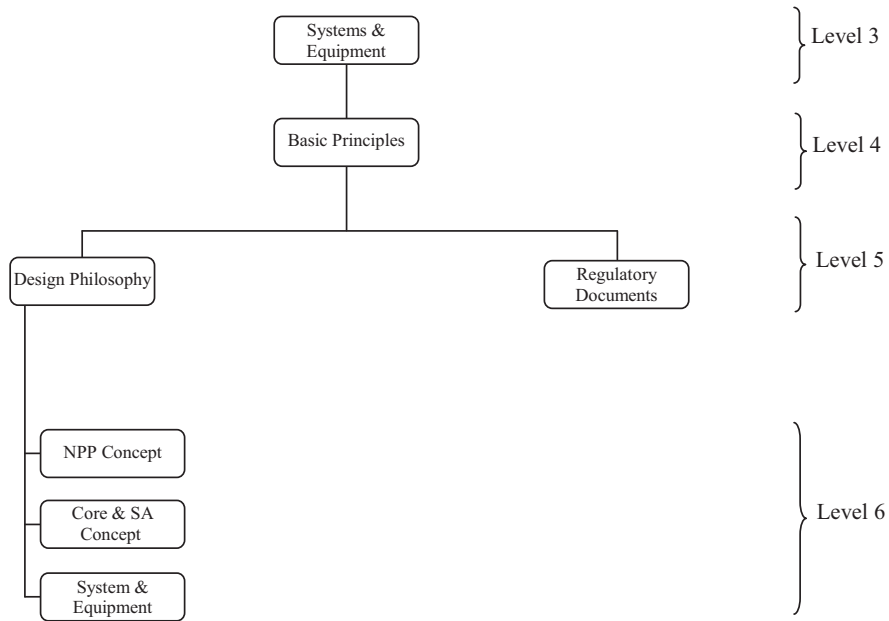 Systems &
Equipment
Level 3
Basic Principles
Level 4
Design Philosophy
Regulatory
Documents
Level 5
NPP Concept
Core & SA
Concept
System &
Equipment
Level 6